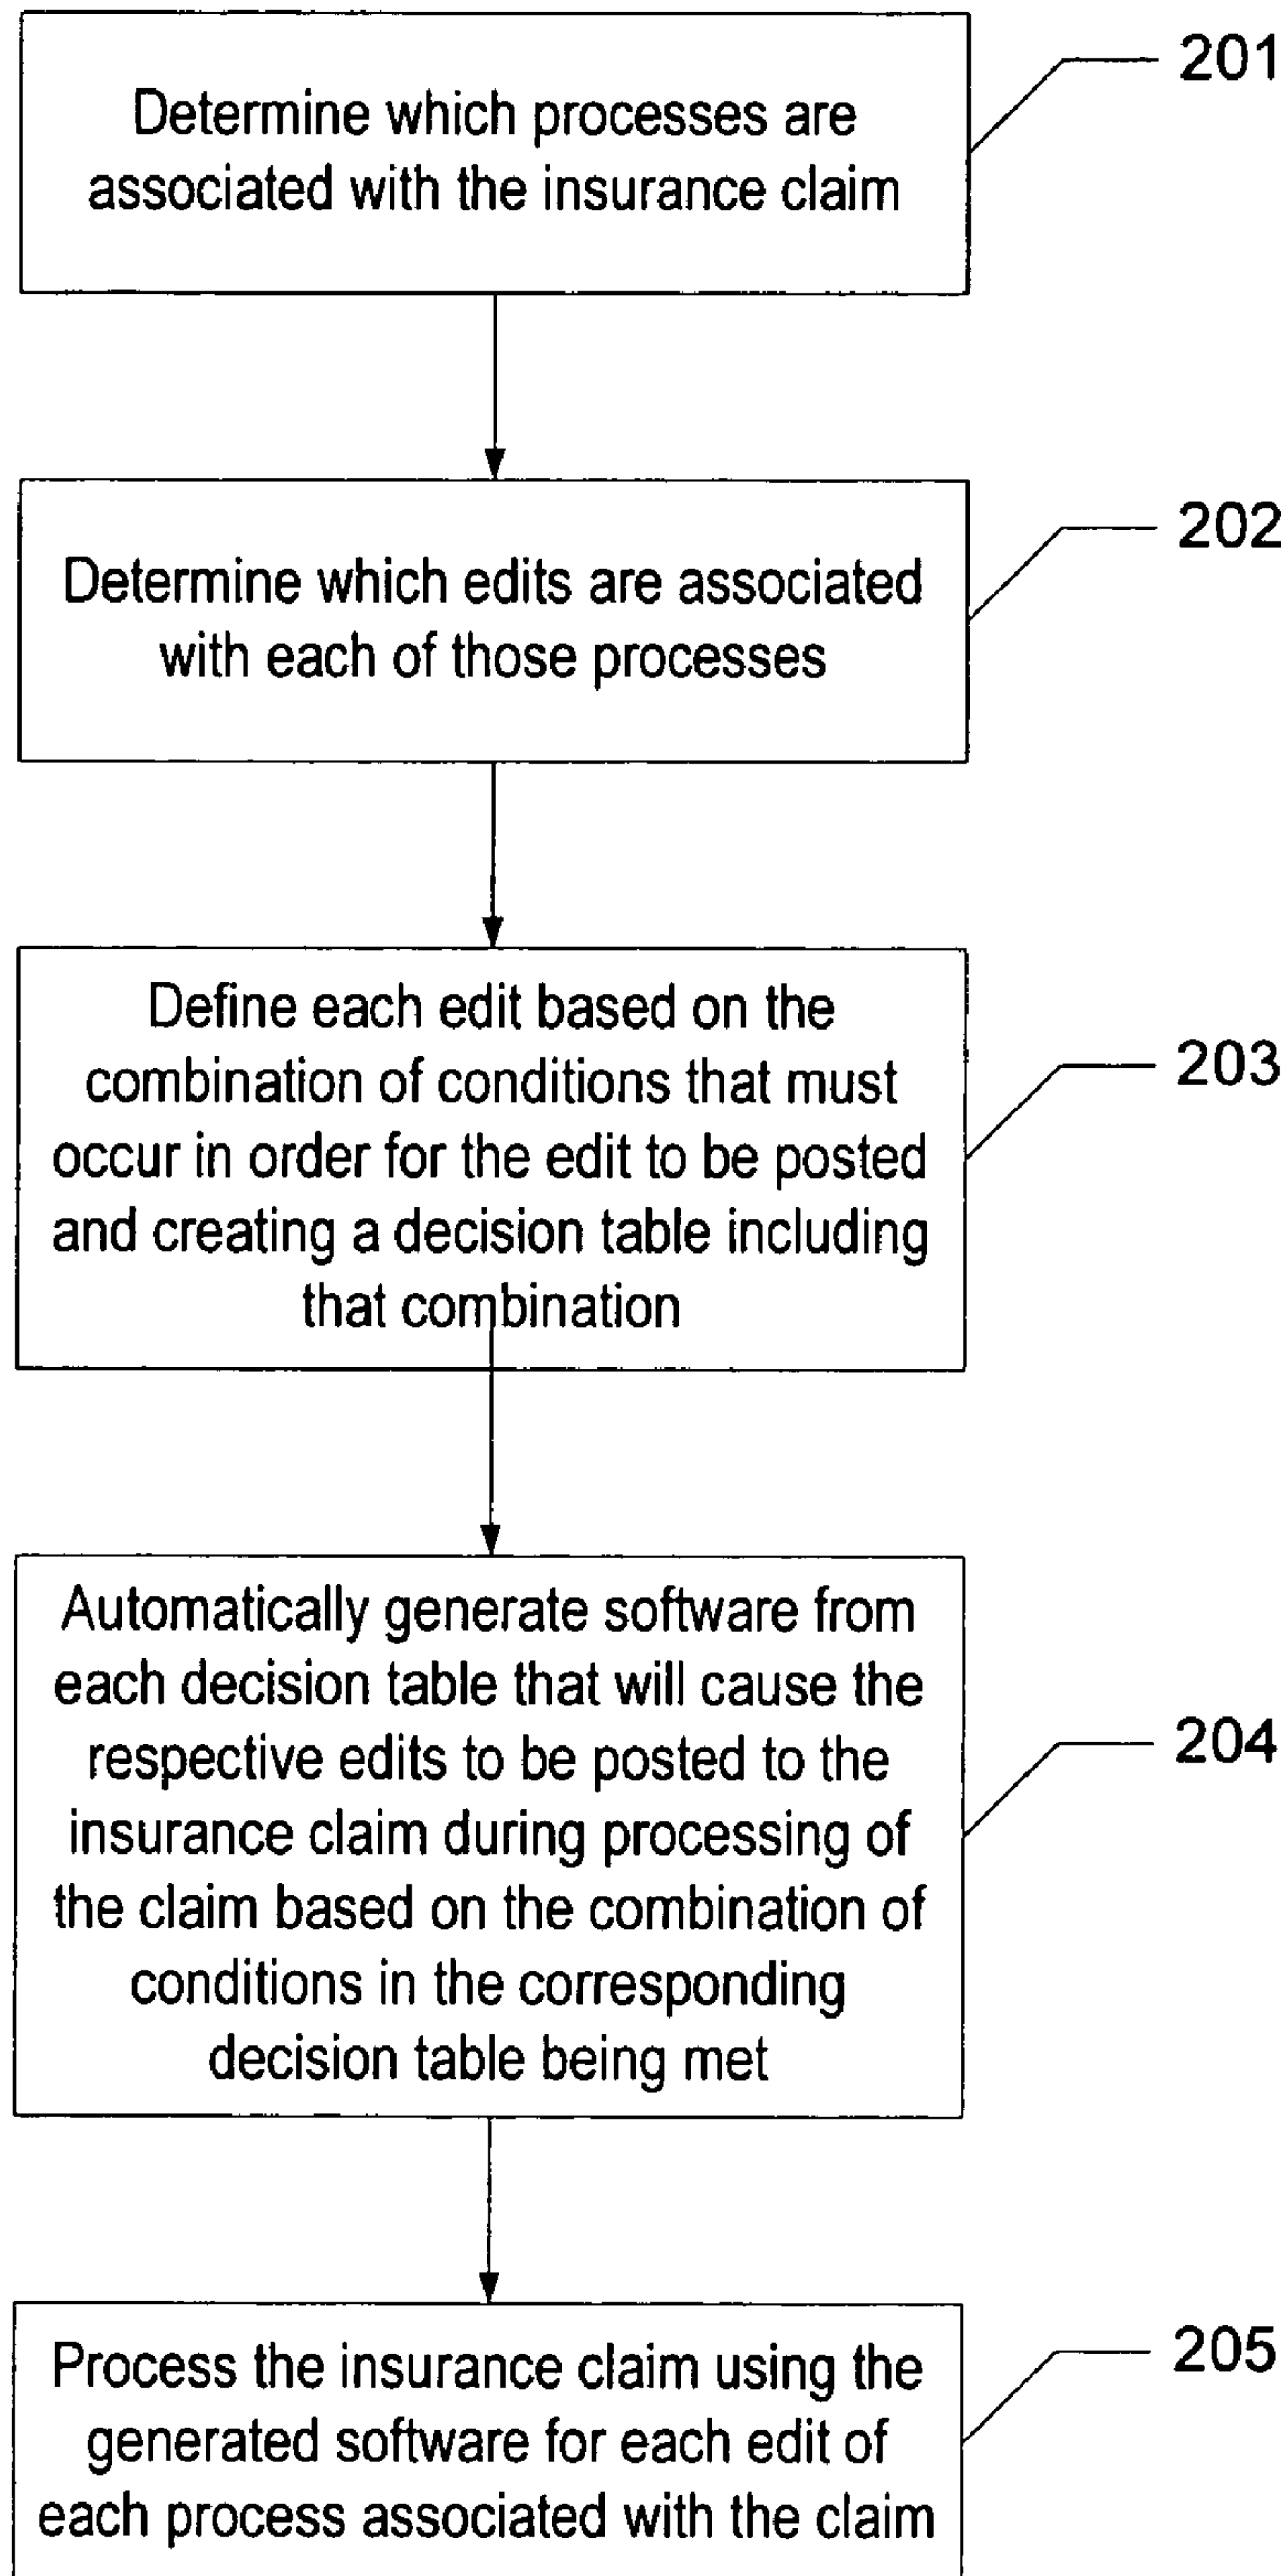 Determine which processes are
associated with the insurance claim
201
Determine which edits are associated
with each of those processes
202
Define each edit based on the
combination of conditions that must
occur in order for the edit to be posted
and creating a decision table including
that combination
203
Automatically generate software from
each decision table that will cause the
respective edits to be posted to the
insurance claim during processing of
the claim based on the combination of
conditions in the corresponding
decision table being met
204
Process the insurance claim using the
generated software for each edit of
each process associated with the claim
205